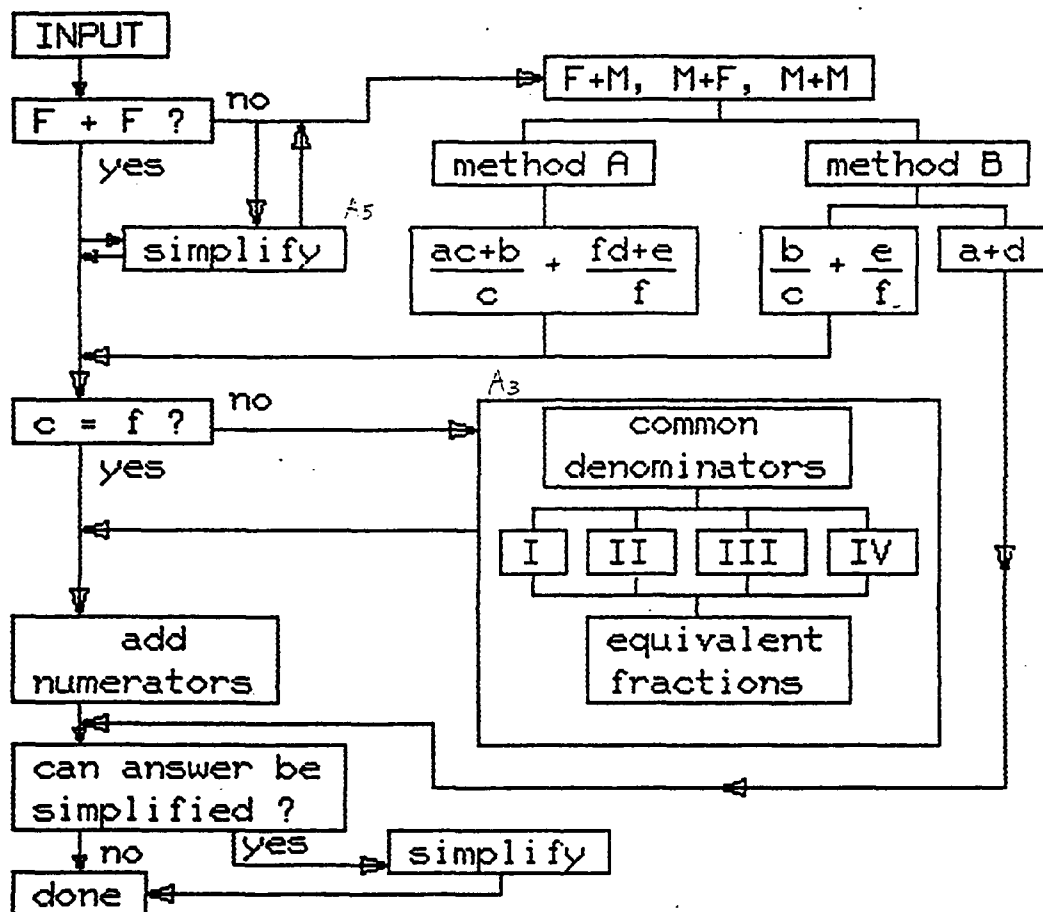 INPUT
F+M, M+F, M+M
F + F ?
no
yes
method A
method B
A5
simplify
ac+b/c + fd+e/f
b/c + e/f
a+d
c = f ?
no
yes
A3
common
denominators
I II III IV
equivalent
fractions
add
numerators
can answer be
simplified ?
no
yes
simplify
done